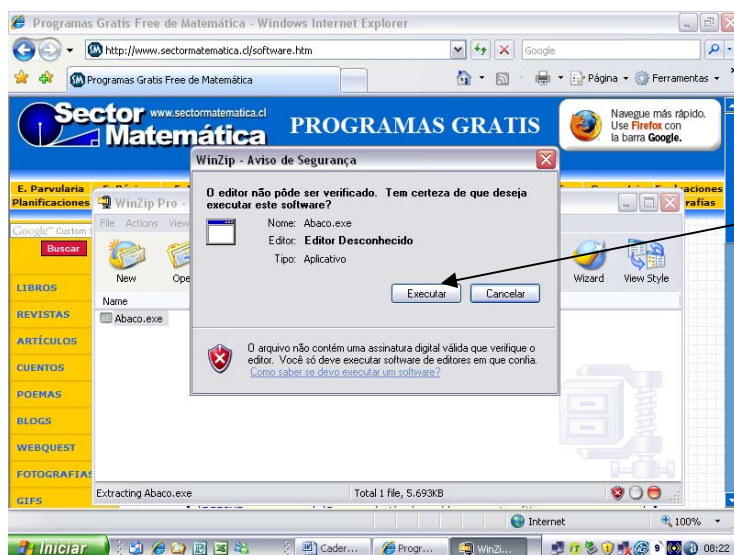 Programas Gratis Free de Matemática - Windows Internet Explorer
http://www.sectormatematica.cl/software.htm
Google
Programas Gratis Free de Matemática
Página
Ferramentas
Sector www.sectormatematica.cl
Matemática
PROGRAMAS GRATIS
Navegue más rápido.
Use Firefox con
la barra Google.
E. Parvularia
Planificaciones
WinZip - Aviso de Segurança
O editor não pôde ser verificado. Tem certeza de que deseja
executar este software?
Nome: Abaco.exe
Editor: Editor Desconhecido
Tipo: Aplicativo
Executar Cancelar
O arquivo não contém uma assinatura digital válida que verifique o
editor. Você só deve executar software de editores em que confia.
Como saber se devo executar um software?
WinZip Pro -
File Actions View
New Ope
Wizard View Style
Name
Abaco.exe
Extracting Abaco.exe
Total 1 file, 5.693KB
Google Custom
Buscar
LIBROS
REVISTAS
ARTÍCULOS
CUENTOS
POEMAS
BLOGS
WEBQUEST
FOTOGRAFIAS
GIFS
Internet
100%
Iniciar
Cader...
Progr...
WinZi...
08:22